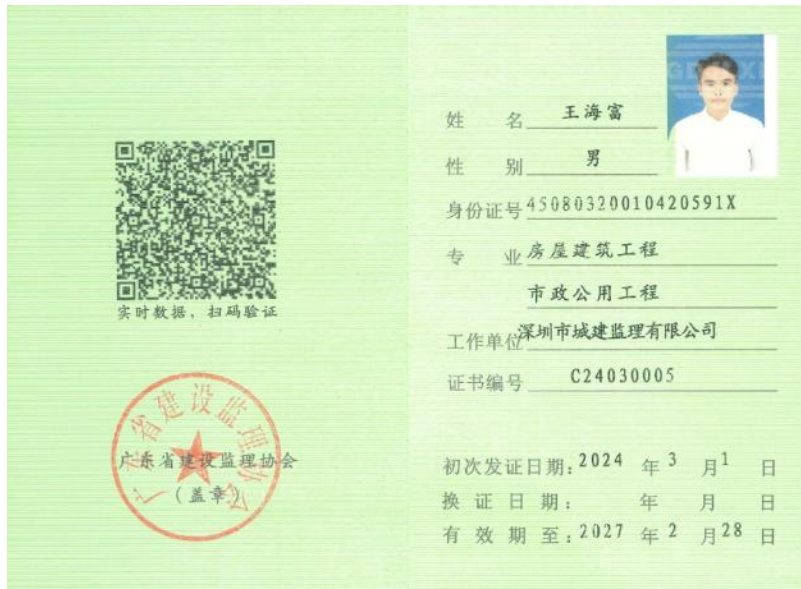 实时数据,扫码验证
广东省建设监理协会
广东省建设监理协会
(盖章)
姓 名 王海富
性 别 男
身份证号 45080320010420591X
专 业 房屋建筑工程
市政公用工程
工作单位 深圳市城建监理有限公司
证书编号 C24030005
初次发证日期:2024 年 3 月 1 日
换证日期: 年 月 日
有效期至:2027 年 2 月 28 日